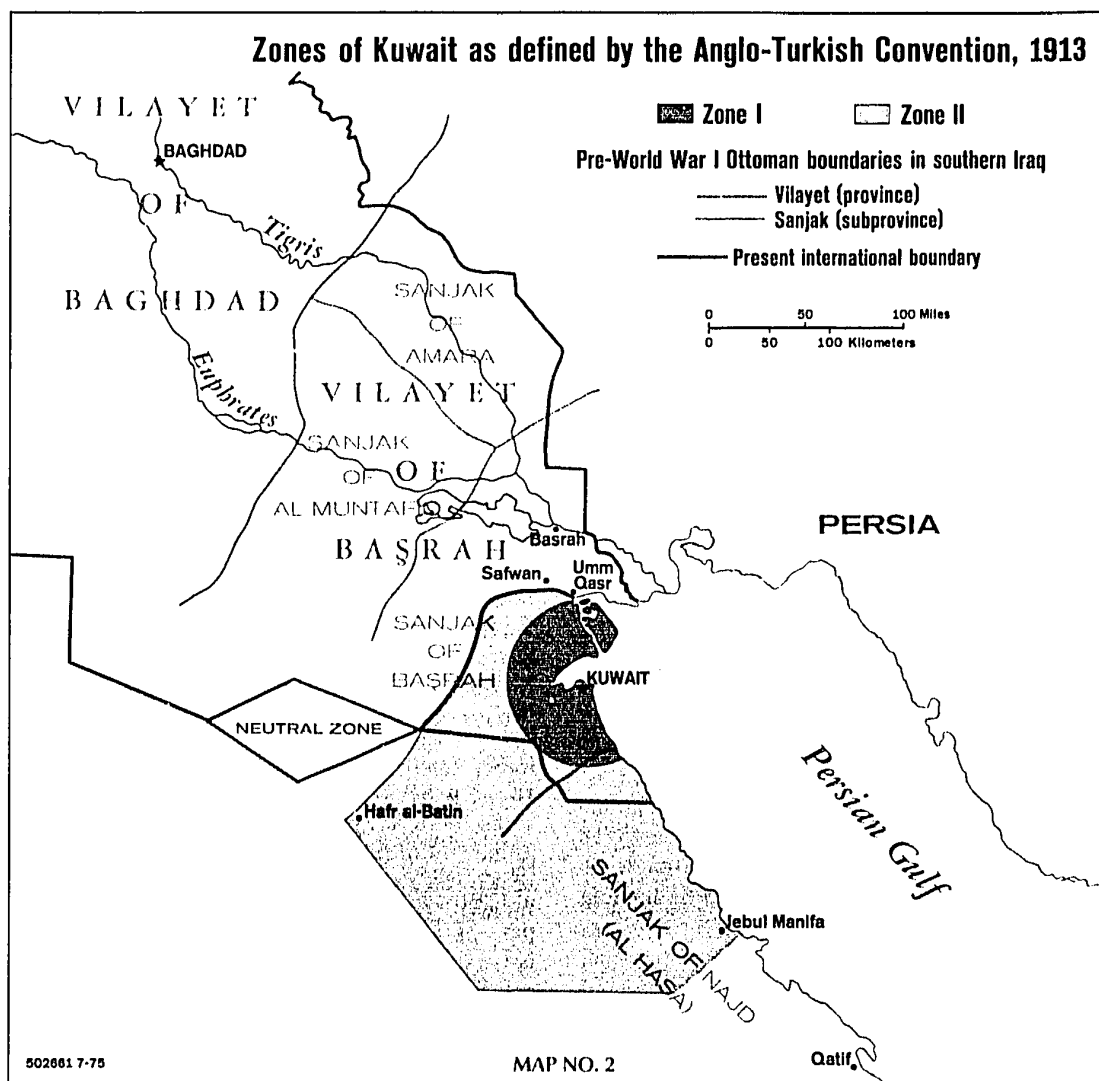 Zones of Kuwait as defined by the Anglo-Turkish Convention, 1913
Zone I
Zone II
Pre-World War I Ottoman boundaries in southern Iraq
Vilayet (province)
Sanjak (subprovince)
Present international boundary
0 50 100 Miles
0 50 100 Kilometers
VILAYET
BAGHDAD
OF
Tigris
BAGHDAD
SANJAK
OF
AMARA
VILAYET
Euphrates
SANJAK
OF
OF
AL MUNTAFIQ
BAṢRAH
Baṣrah
PERSIA
Safwan
Umm
Qasr
SANJAK
OF
BAṢRAH
KUWAIT
NEUTRAL ZONE
Hafr al-Batin
Persian Gulf
SANJAK OF NAJD
(AL HASA)
Jebul Manifa
Qatif
502661 7-75
MAP NO. 2